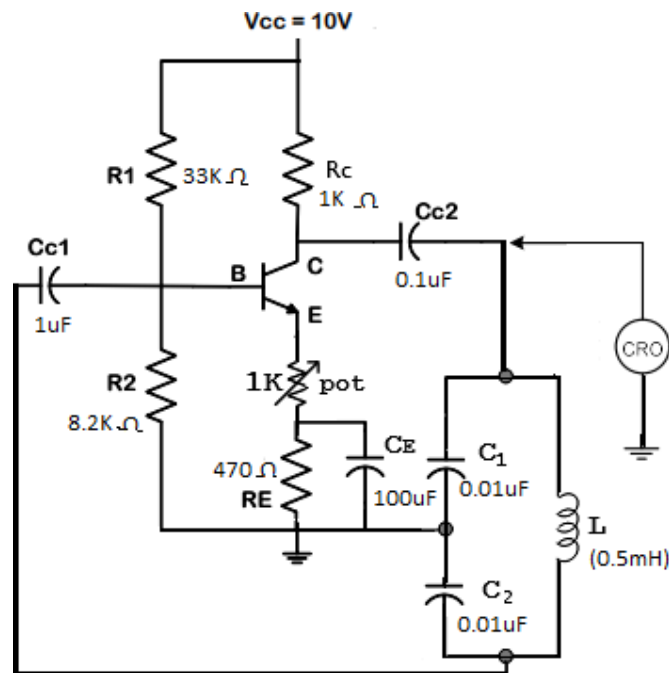 Vcc = 10V
R1
33K Ω
Rc
1K Ω
Cc1
1uF
B
C
E
Cc2
0.1uF
CRO
R2
8.2K Ω
1K pot
470 Ω
RE
CE
100uF
C1
0.01uF
L
(0.5mH)
C2
0.01uF